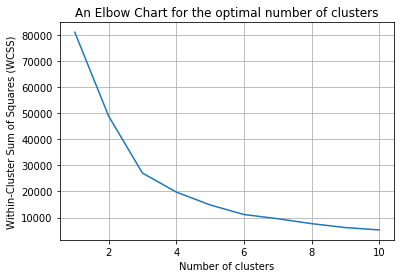 An Elbow Chart for the optimal number of clusters
Within-Cluster Sum of Squares (WCSS)
80000
70000
60000
50000
40000
30000
20000
10000
2 4 6 8 10
Number of clusters